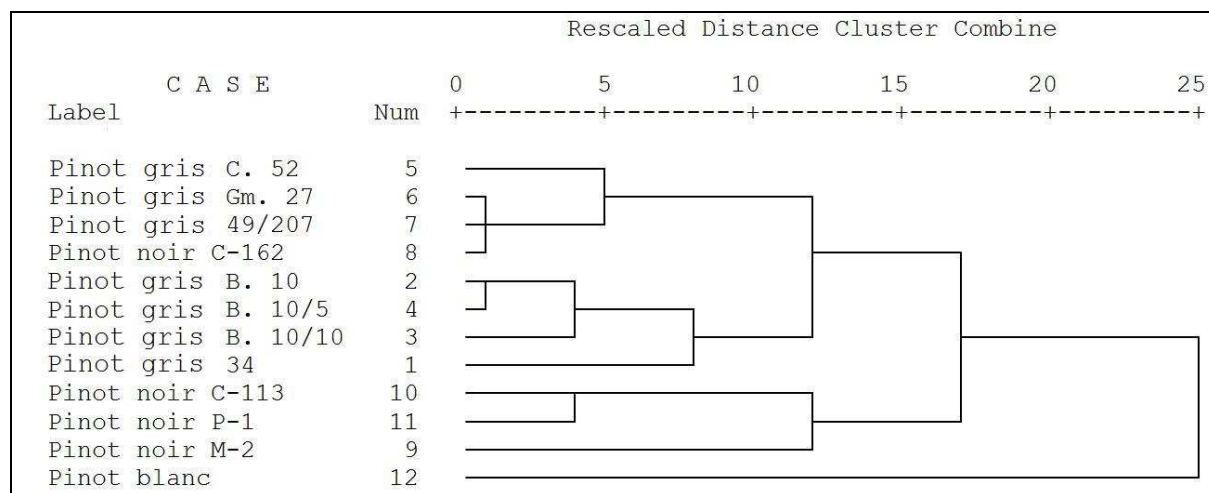 Rescaled Distance Cluster Combine
C A S E 0 5 10 15 20 25
Label Num +---------+---------+---------+---------+---------+
Pinot gris C. 52 5
Pinot gris Gm. 27 6
Pinot gris 49/207 7
Pinot noir C-162 8
Pinot gris B. 10 2
Pinot gris B. 10/5 4
Pinot gris B. 10/10 3
Pinot gris 34 1
Pinot noir C-113 10
Pinot noir P-1 11
Pinot noir M-2 9
Pinot blanc 12